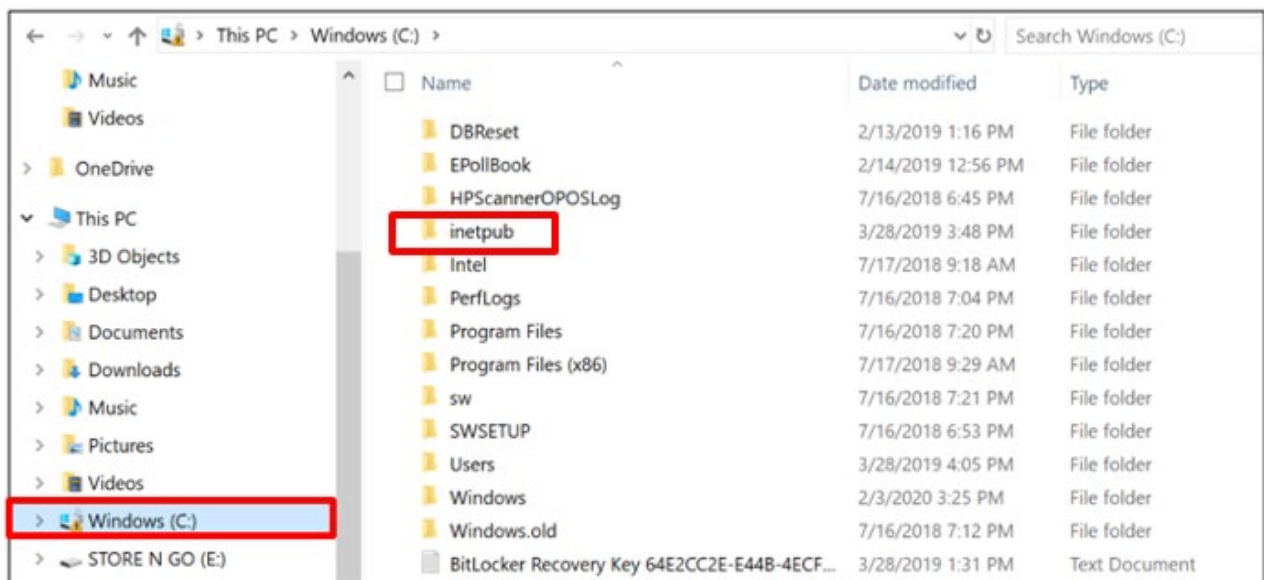 This PC > Windows (C:) >
Search Windows (C:)
Music
Videos
OneDrive
This PC
3D Objects
Desktop
Documents
Downloads
Music
Pictures
Videos
Windows (C:)
STORE N GO (E:)
Name Date modified Type
DBReset 2/13/2019 1:16 PM File folder
EPollBook 2/14/2019 12:56 PM File folder
HPScannerOPOSLog 7/16/2018 6:45 PM File folder
inetpub 3/28/2019 3:48 PM File folder
Intel 7/17/2018 9:18 AM File folder
PerfLogs 7/16/2018 7:04 PM File folder
Program Files 7/16/2018 7:20 PM File folder
Program Files (x86) 7/17/2018 9:29 AM File folder
sw 7/16/2018 7:21 PM File folder
SWSETUP 7/16/2018 6:53 PM File folder
Users 3/28/2019 4:05 PM File folder
Windows 2/3/2020 3:25 PM File folder
Windows.old 7/16/2018 7:12 PM File folder
BitLocker Recovery Key 64E2CC2E-E44B-4ECF... 3/28/2019 1:31 PM Text Document